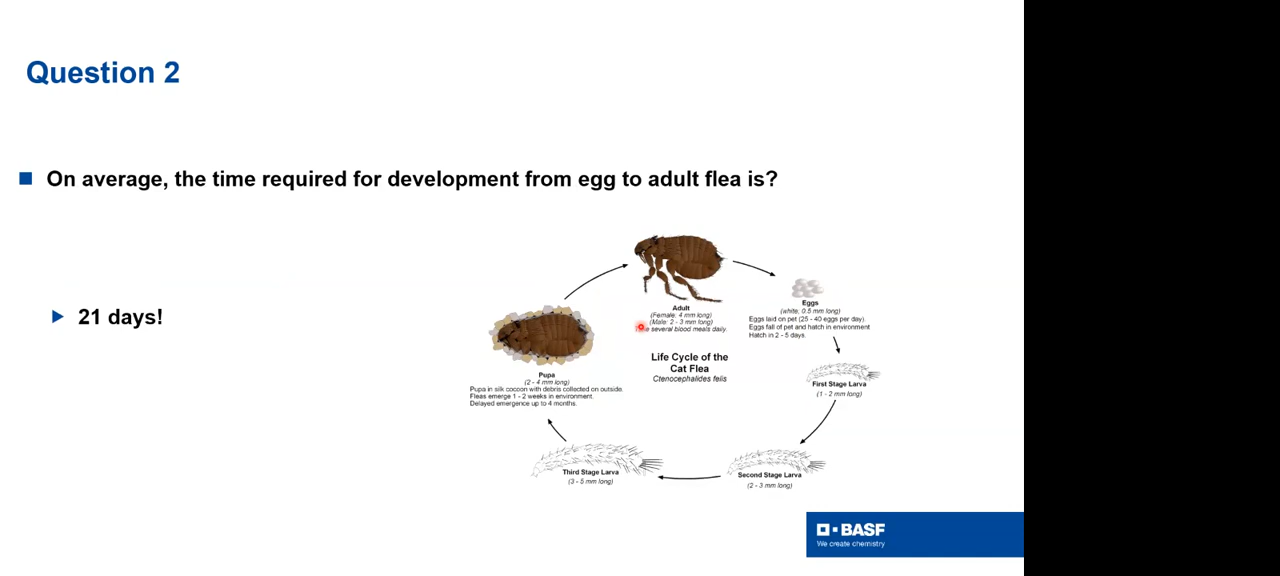 Question 2
On average, the time required for development from egg to adult flea is?
21 days!
Adult
(Female: 4 mm long)
(Male: 2 - 3 mm long)
several blood meals daily.
Eggs
(white, 0.5 mm long)
Eggs laid on pet (25 - 40 eggs per day).
Eggs fall of pet and hatch in environment
Hatch in 2 - 5 days.
First Stage Larva
(1 - 2 mm long)
Second Stage Larva
(2 - 3 mm long)
Third Stage Larva
(3 - 5 mm long)
Pupa
(2 - 4 mm long)
Pupa in silk cocoon with debris collected on outside.
Fleas emerge 1 - 2 weeks in environment.
Delayed emergence up to 4 months.
Life Cycle of the
Cat Flea
Ctenocephalides felis
BASF
We create chemistry